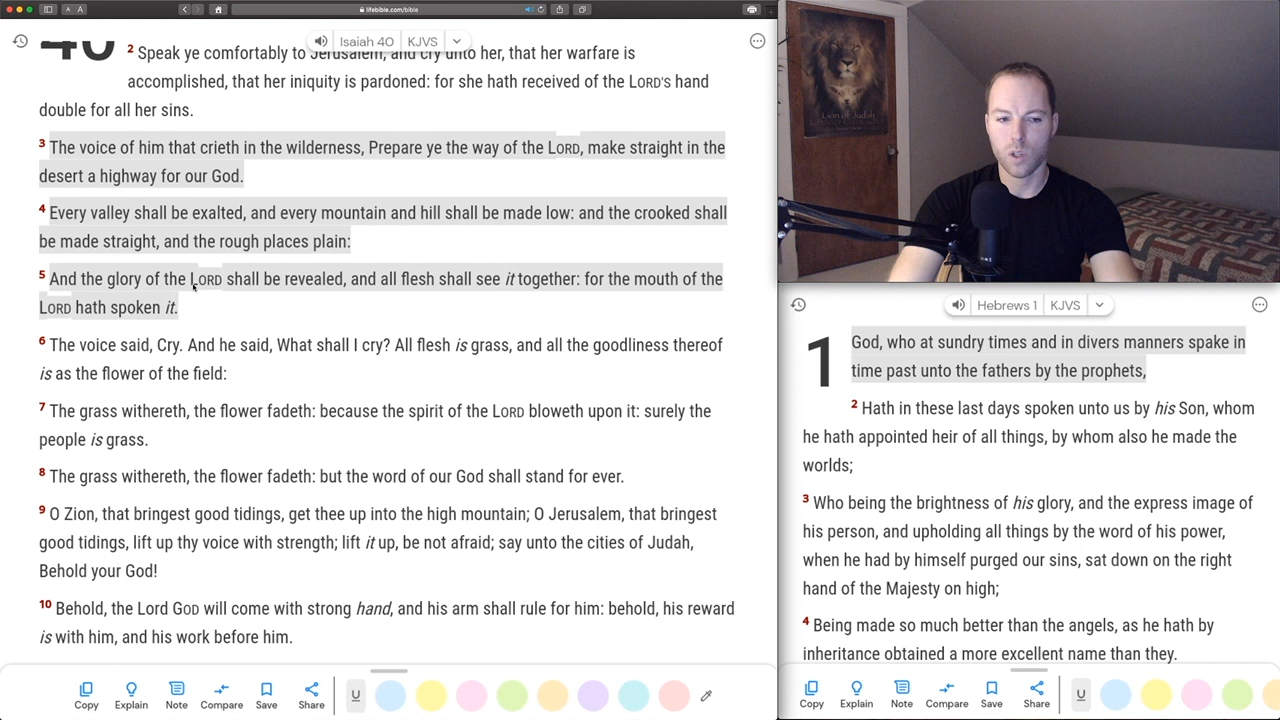 A A
lifebible.com/bible
40
Isaiah 40 KJVS
2 Speak ye comfortably to Jerusalem, and cry unto her, that her warfare is
accomplished, that her iniquity is pardoned: for she hath received of the LORD'S hand
double for all her sins.
3 The voice of him that crieth in the wilderness, Prepare ye the way of the LORD, make straight in the
desert a highway for our God.
4 Every valley shall be exalted, and every mountain and hill shall be made low: and the crooked shall
be made straight, and the rough places plain:
5 And the glory of the LORD shall be revealed, and all flesh shall see it together: for the mouth of the
LORD hath spoken it.
6 The voice said, Cry. And he said, What shall I cry? All flesh is grass, and all the goodliness thereof
is as the flower of the field:
7 The grass withereth, the flower fadeth: because the spirit of the LORD bloweth upon it: surely the
people is grass.
8 The grass withereth, the flower fadeth: but the word of our God shall stand for ever.
9 O Zion, that bringest good tidings, get thee up into the high mountain; O Jerusalem, that bringest
good tidings, lift up thy voice with strength; lift it up, be not afraid; say unto the cities of Judah,
Behold your God!
10 Behold, the Lord GOD will come with strong hand, and his arm shall rule for him: behold, his reward
is with him, and his work before him.
Copy Explain Note Compare Save Share U
Lion of Judah
Hebrews 1 KJVS
1 God, who at sundry times and in divers manners spake in
time past unto the fathers by the prophets,
2 Hath in these last days spoken unto us by his Son, whom
he hath appointed heir of all things, by whom also he made the
worlds;
3 Who being the brightness of his glory, and the express image of
his person, and upholding all things by the word of his power,
when he had by himself purged our sins, sat down on the right
hand of the Majesty on high;
4 Being made so much better than the angels, as he hath by
inheritance obtained a more excellent name than they.
Copy Explain Note Compare Save Share U